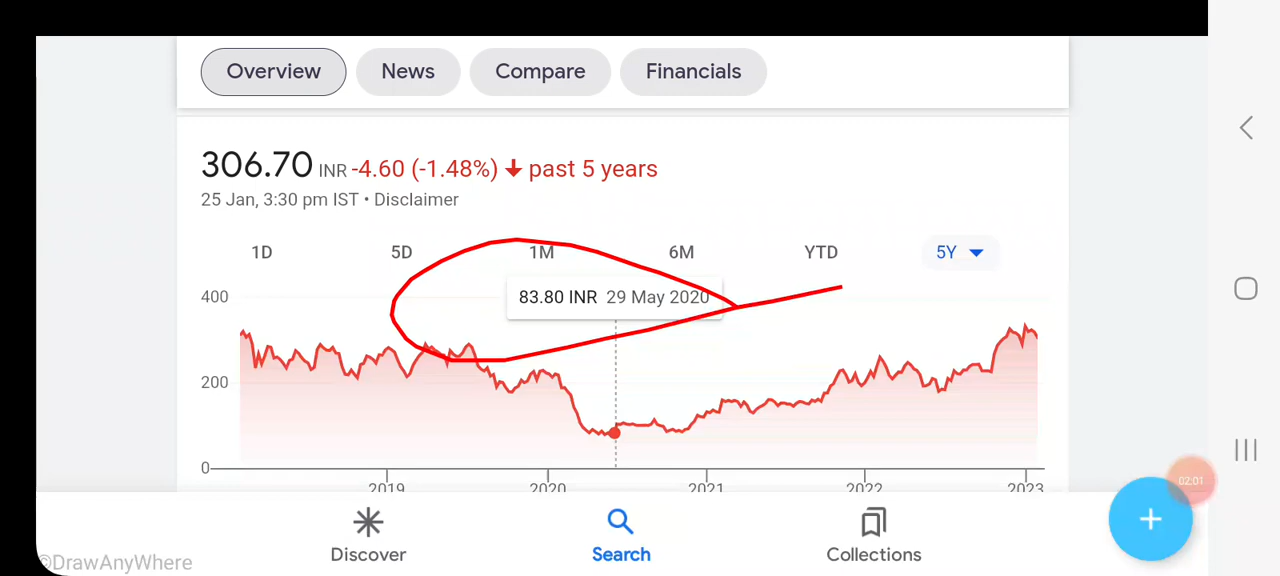 Overview News Compare Financials
306.70 INR -4.60 (-1.48%) ↓ past 5 years
25 Jan, 3:30 pm IST • Disclaimer
1D 5D 1M 6M YTD 5Y
83.80 INR 29 May 2020
400
200
0
2019 2020 2021 2022 2023
02:01
Discover Search Collections
©DrawAnyWhere